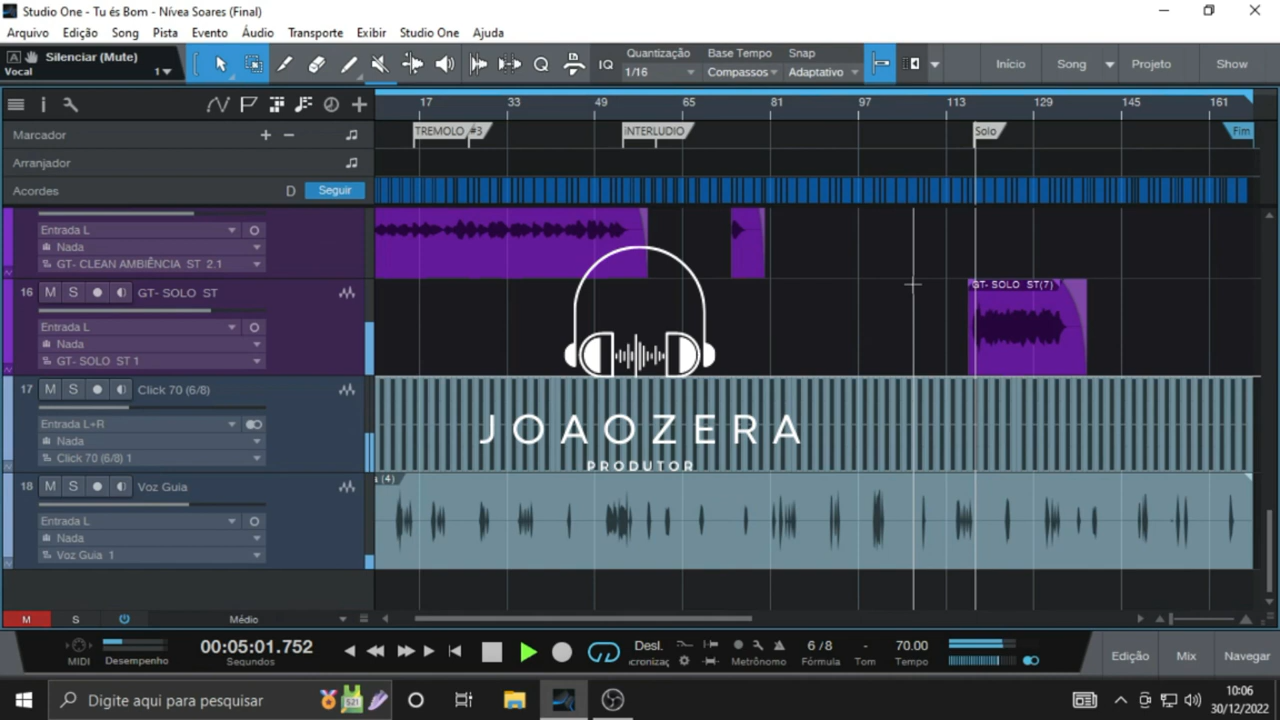 Studio One - Tu és Bom - Nívea Soares (Final)
Arquivo Edição Song Pista Evento Áudio Transporte Exibir Studio One Ajuda
A Silenciar (Mute)
Vocal 1
IQ
Quantização Base Tempo Snap
1/16 Compassos Adaptativo
Início Song Projeto Show
17 33 49 65 81 97 113 129 145 161
Marcador
TREMOLO #3 iNTERLUDIO Solo Fim
Arranjador
Acordes D Seguir
Entrada L
Nada
GT- CLEAN AMBIÊNCIA ST 2.1
16 M S GT- SOLO ST
GT- SOLO ST(7)
Entrada L
Nada
GT- SOLO ST 1
17 M S Click 70 (6/8)
Entrada L+R
Nada
Click 70 (6/8) 1
JOAOZERA
PRODUTOR
18 M S Voz Guia
(4)
Entrada L
Nada
Voz Guia 1
M S Médio
MIDI Desempenho
00:05:01.752
Segundos
Desl.
Metrônomo
6 / 8
Fórmula
-
Tom
70.00
Tempo
Edição Mix Navegar
Digite aqui para pesquisar
521
10:06
30/12/2022